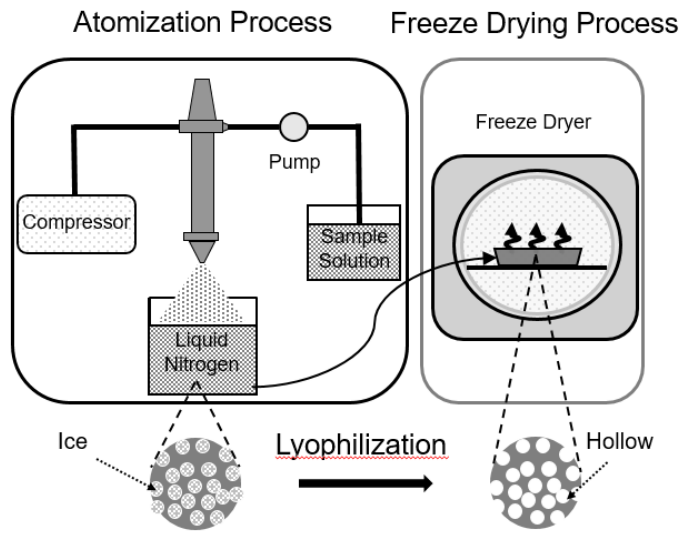 Atomization Process
Freeze Drying Process
Pump
Freeze Dryer
Compressor
Sample
Solution
Liquid
Nitrogen
Ice
Lyophilization
Hollow